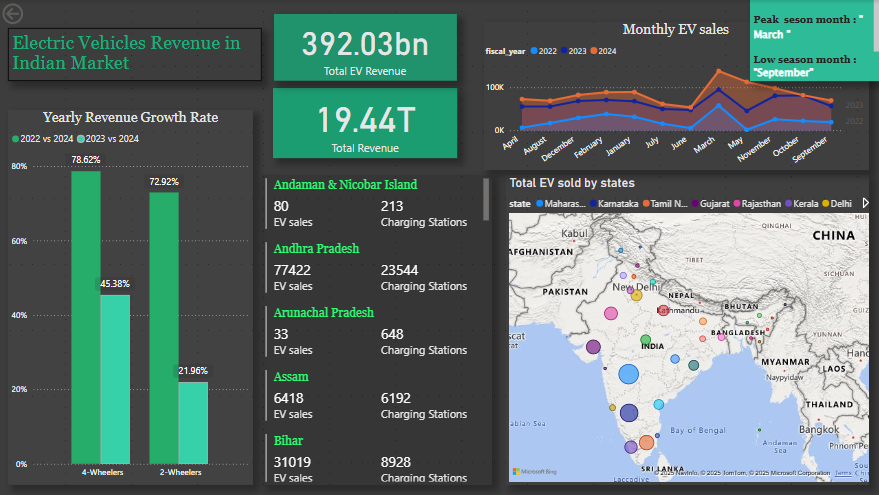 Electric Vehicles Revenue in
Indian Market
392.03bn
Total EV Revenue
19.44T
Total Revenue
Monthly EV sales
fiscal_year 2022 2023 2024
100K
0K
April
August
December
February
January
July
June
March
May
November
October
September
2023
2022
Peak seson month : "
March "
Low season month :
"September"
Yearly Revenue Growth Rate
2022 vs 2024 2023 vs 2024
80%
60%
40%
20%
0%
78.62%
45.38%
72.92%
21.96%
4-Wheelers
2-Wheelers
Andaman & Nicobar Island
80 213
EV sales Charging Stations
Andhra Pradesh
77422 23544
EV sales Charging Stations
Arunachal Pradesh
33 648
EV sales Charging Stations
Assam
6418 6192
EV sales Charging Stations
Bihar
31019 8928
EV sales Charging Stations
Total EV sold by states
state Maharas... Karnataka Tamil N... Gujarat Rajasthan Kerala Delhi
QINGHAI
CHINA
Kabul
AFGHANISTAN
TIBET
SICHUAN
PAKISTAN
New Delhi
NEPAL
Kathmandu
BHUTAN
BANGLADESH
YUNNAN
INDIA
MYANMAR
Naypyidaw
LAOS
THAILAND
Bangkok
Bay of Bengal
Andaman
Sea
SRI LANKA
Laccadive
Microsoft Bing
© 2025 NavInfo, © 2025 TomTom, © 2025 Microsoft Corporation Terms